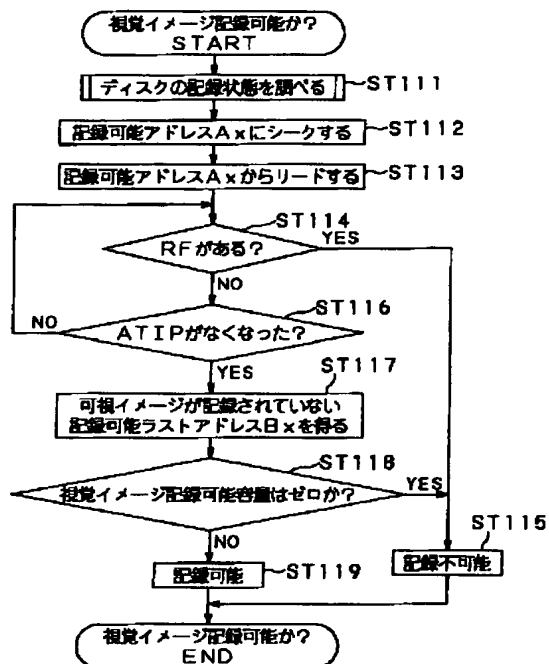 視覚イメージ記録可能か?
START
ディスクの記録状態を調べる
ST111
記録可能アドレスAxにシークする
ST112
記録可能アドレスAxからリードする
ST113
ST114
RFがある?
YES
NO
ST116
ATIPがなくなった?
NO
YES
ST117
可視イメージが記録されていない
記録可能ラストアドレスBxを得る
ST118
視覚イメージ記録可能容量はゼロか?
YES
NO
ST115
記録可能
ST119
記録不可能
視覚イメージ記録可能か?
END